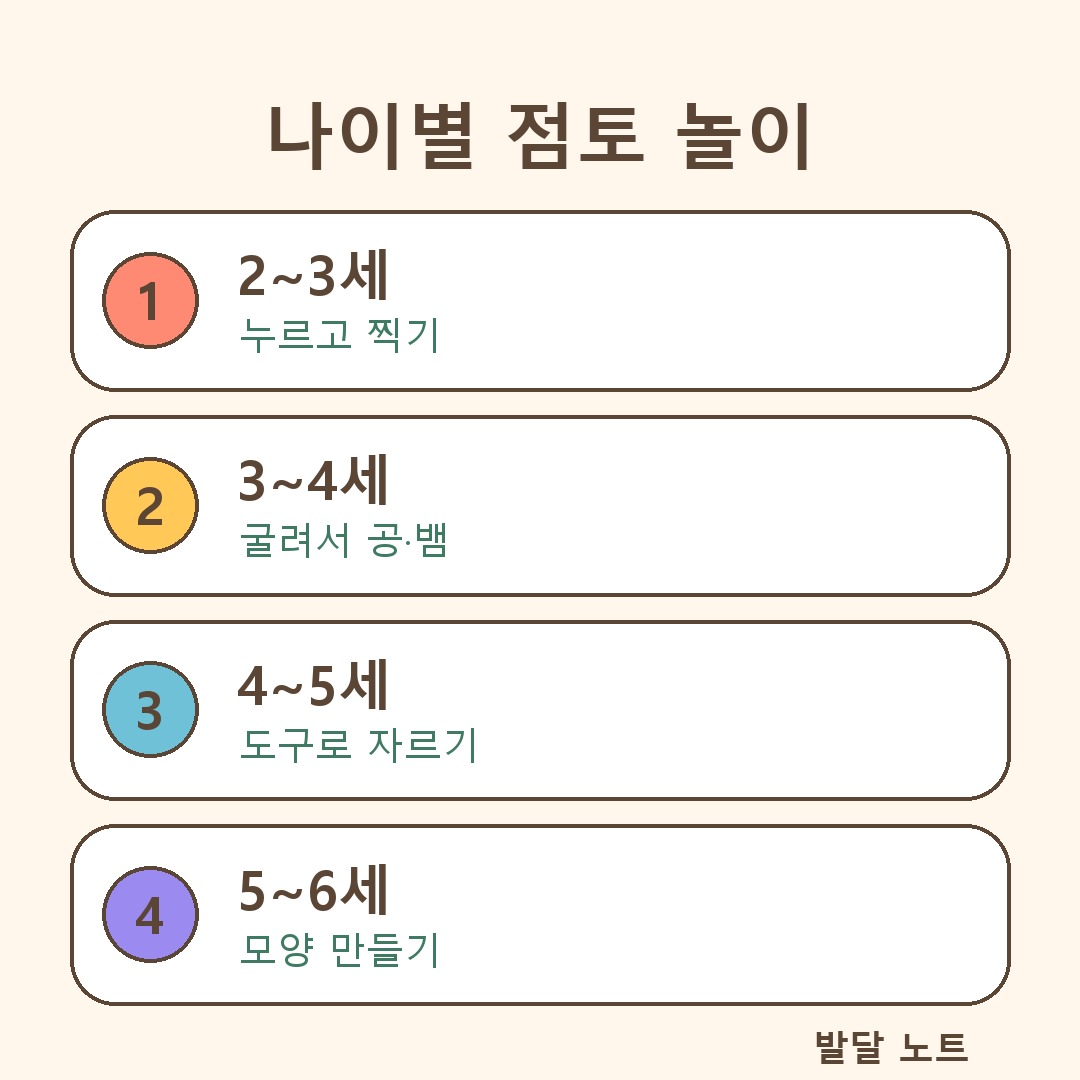 나이별 점토 놀이
1
2~3세
누르고 찍기
2
3~4세
굴려서 공·뱀
3
4~5세
도구로 자르기
4
5~6세
모양 만들기
발달 노트